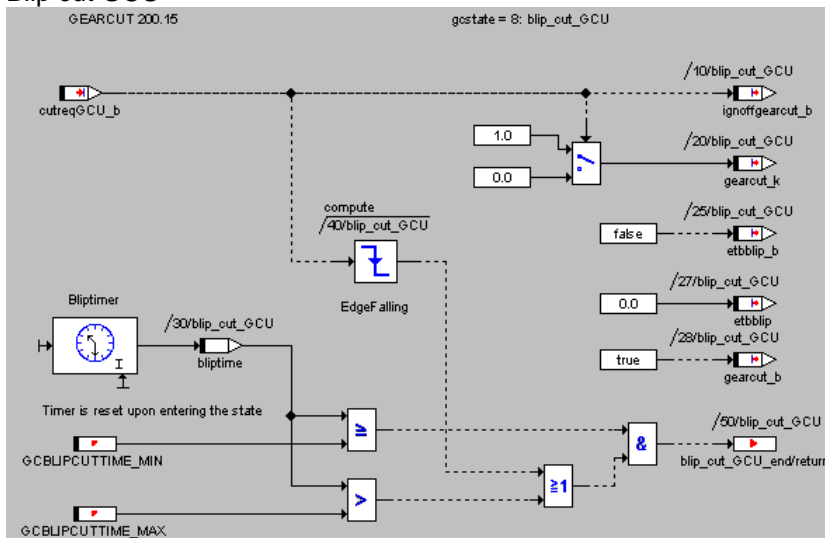 Blip cut GCU
GEARCUT 200.15
gcstate = 8: blip_cut_GCU
/10/blip_cut_GCU
cutreqGCU_b
ignoffgearcut_b
1.0
/20/blip_cut_GCU
0.0
gearcut_k
compute
/40/blip_cut_GCU
/25/blip_cut_GCU
false
etbblip_b
EdgeFalling
/27/blip_cut_GCU
Bliptimer
0.0
etbblip
/30/blip_cut_GCU
/28/blip_cut_GCU
bliptime
true
gearcut_b
I
Timer is reset upon entering the state
/50/blip_cut_GCU
≥
&
GCBLIPCUTTIME_MIN
blip_cut_GCU_end/return
>
≥1
GCBLIPCUTTIME_MAX